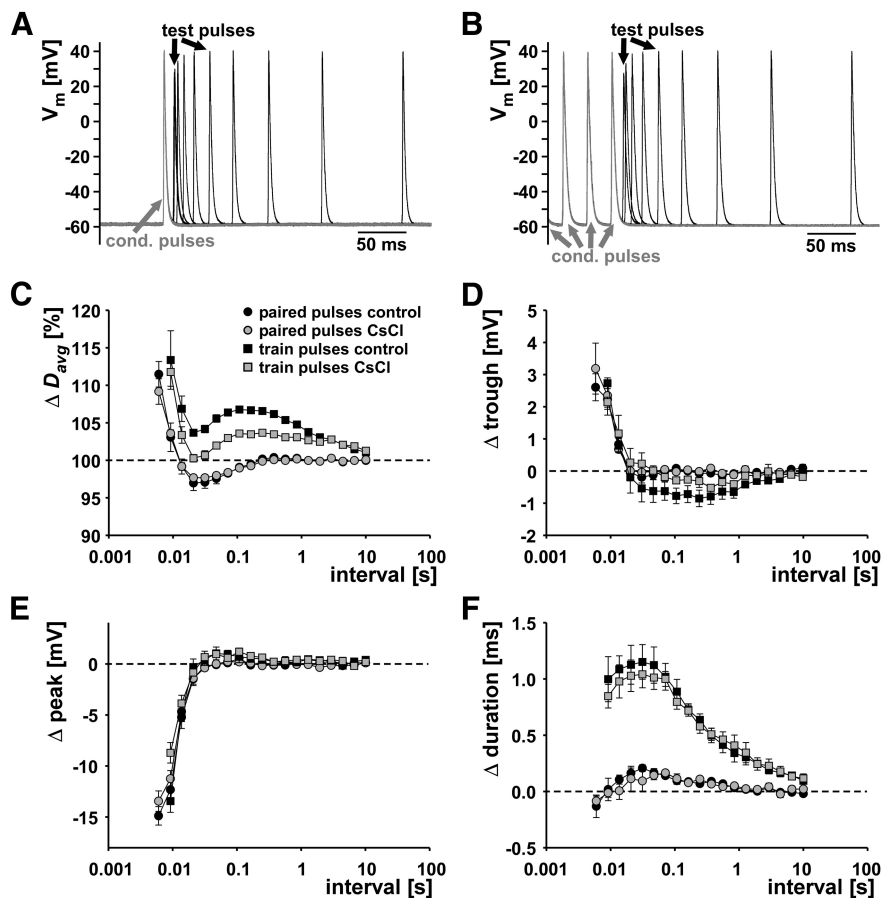 A
test pulses
V_m [mV]
40
20
0
-20
-40
-60
cond. pulses
50 ms
B
test pulses
V_m [mV]
40
20
0
-20
-40
-60
cond. pulses
50 ms
C
Δ D_avg [%]
120
115
110
105
100
95
90
paired pulses control
paired pulses CsCl
train pulses control
train pulses CsCl
0.001 0.01 0.1 1 10 100
interval [s]
D
Δ trough [mV]
5
4
3
2
1
0
-1
-2
0.001 0.01 0.1 1 10 100
interval [s]
E
Δ peak [mV]
0
-5
-10
-15
0.001 0.01 0.1 1 10 100
interval [s]
F
Δ duration [ms]
1.5
1.0
0.5
0.0
-0.5
0.001 0.01 0.1 1 10 100
interval [s]